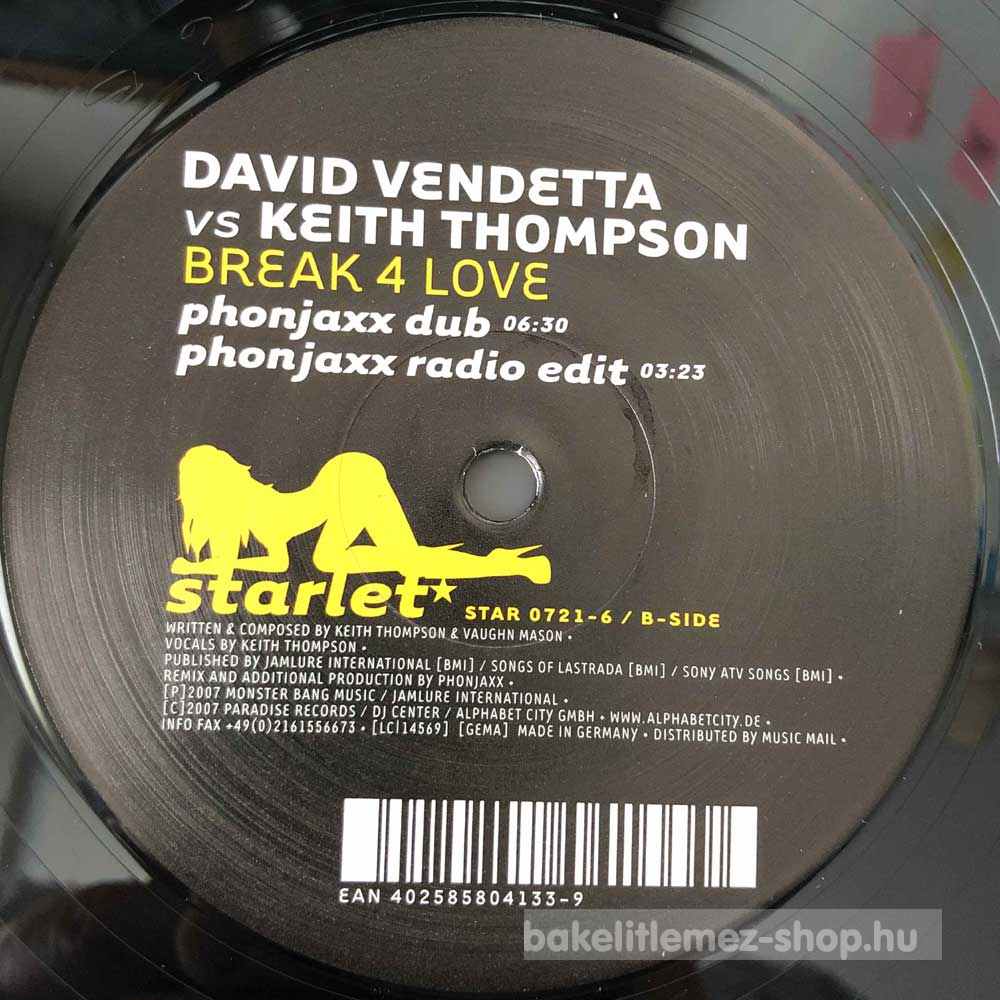 DAVID VENDETTA
vs KEITH THOMPSON
BREAK 4 LOVE
phonjaxx dub 06:30
phonjaxx radio edit 03:23
starlet*
STAR 0721-6 / B-SIDE
WRITTEN & COMPOSED BY KEITH THOMPSON & VAUGHN MASON •
VOCALS BY KEITH THOMPSON •
PUBLISHED BY JAMLURE INTERNATIONAL [BMI] / SONGS OF LASTRADA [BMI] / SONY ATV SONGS [BMI] •
REMIX AND ADDITIONAL PRODUCTION BY PHONJAXX •
[P]2007 MONSTER BANG MUSIC / JAMLURE INTERNATIONAL •
[C]2007 PARADISE RECORDS / DJ CENTER / ALPHABET CITY GMBH • WWW.ALPHABETCITY.DE •
INFO FAX +49(0)2161556673 • [LC|14569] [GEMA] MADE IN GERMANY • DISTRIBUTED BY MUSIC MAIL •
EAN 402585804133-9
bakelitlemez-shop.hu